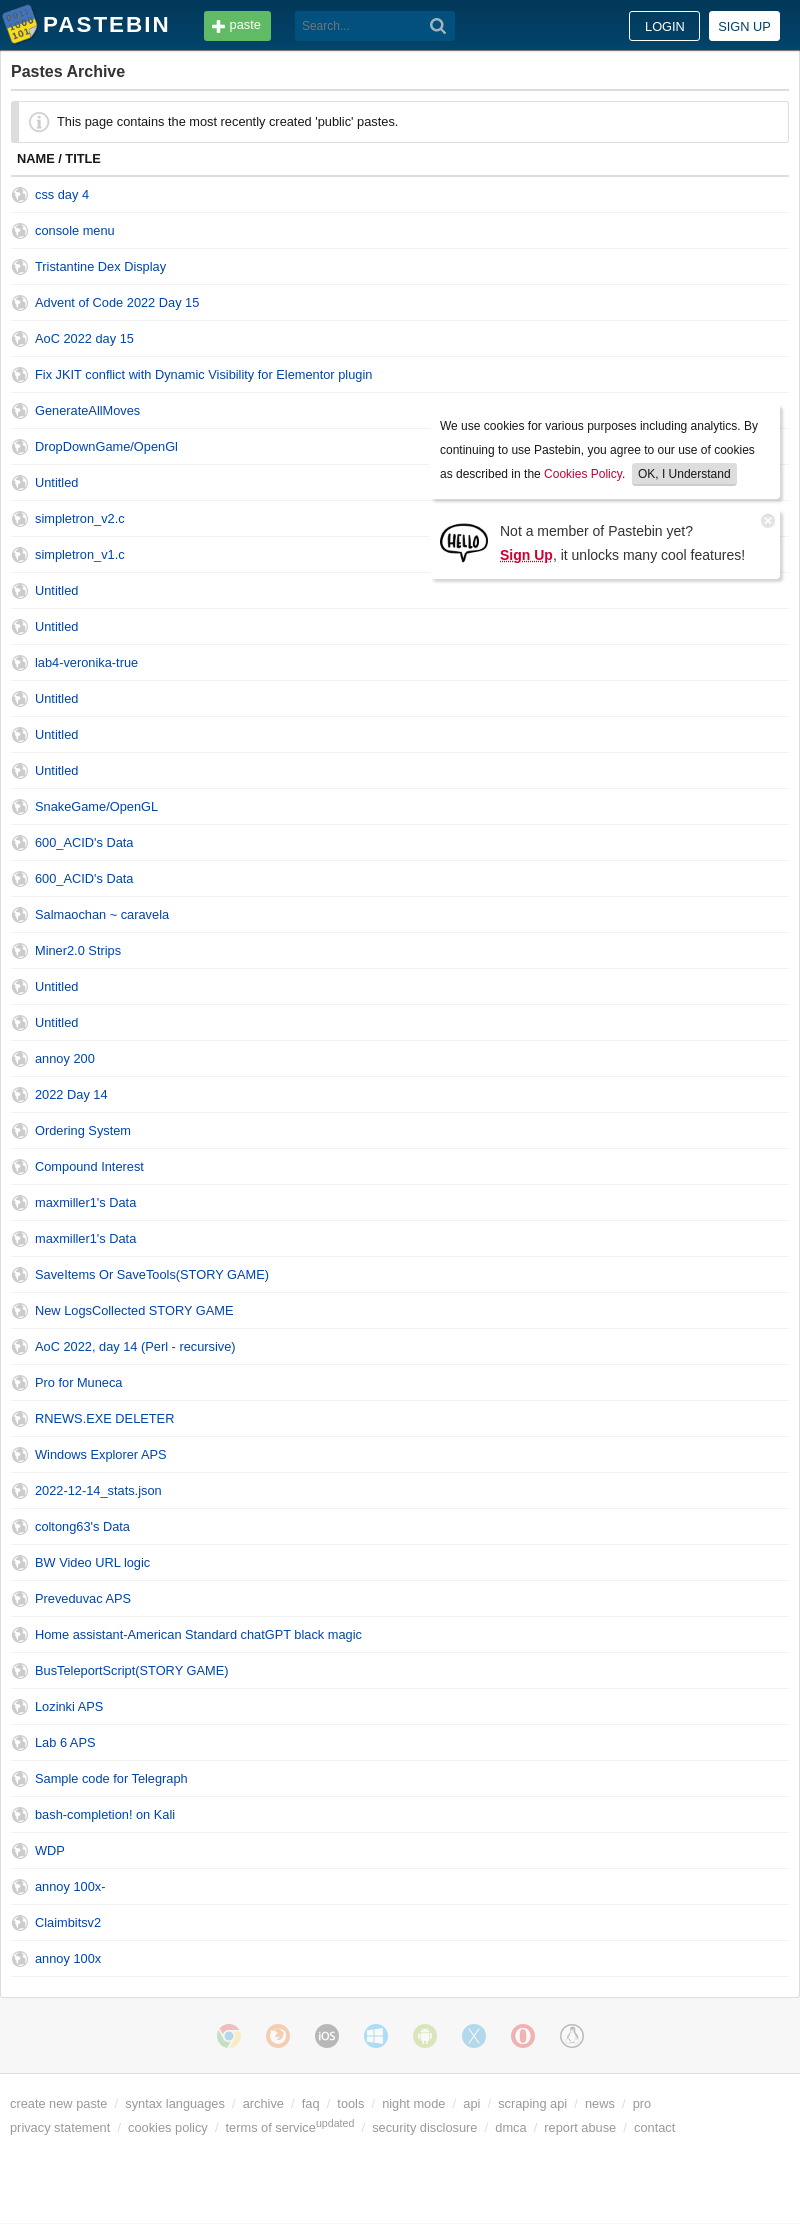 PASTEBIN
paste
Search...
LOGIN
SIGN UP
Pastes Archive
This page contains the most recently created 'public' pastes.
NAME / TITLE
css day 4
console menu
Tristantine Dex Display
Advent of Code 2022 Day 15
AoC 2022 day 15
Fix JKIT conflict with Dynamic Visibility for Elementor plugin
GenerateAllMoves
DropDownGame/OpenGl
Untitled
simpletron_v2.c
simpletron_v1.c
We use cookies for various purposes including analytics. By
continuing to use Pastebin, you agree to our use of cookies
as described in the Cookies Policy. OK, I Understand
HELLO
Not a member of Pastebin yet?
Sign Up, it unlocks many cool features!
Untitled
Untitled
lab4-veronika-true
Untitled
Untitled
Untitled
SnakeGame/OpenGL
600_ACID's Data
600_ACID's Data
Salmaochan ~ caravela
Miner2.0 Strips
Untitled
Untitled
annoy 200
2022 Day 14
Ordering System
Compound Interest
maxmiller1's Data
maxmiller1's Data
SaveItems Or SaveTools(STORY GAME)
New LogsCollected STORY GAME
AoC 2022, day 14 (Perl - recursive)
Pro for Muneca
RNEWS.EXE DELETER
Windows Explorer APS
2022-12-14_stats.json
coltong63's Data
BW Video URL logic
Preveduvac APS
Home assistant-American Standard chatGPT black magic
BusTeleportScript(STORY GAME)
Lozinki APS
Lab 6 APS
Sample code for Telegraph
bash-completion! on Kali
WDP
annoy 100x-
Claimbitsv2
annoy 100x
iOS
create new paste / syntax languages / archive / faq / tools / night mode / api / scraping api / news / pro
privacy statement / cookies policy / terms of service updated / security disclosure / dmca / report abuse / contact